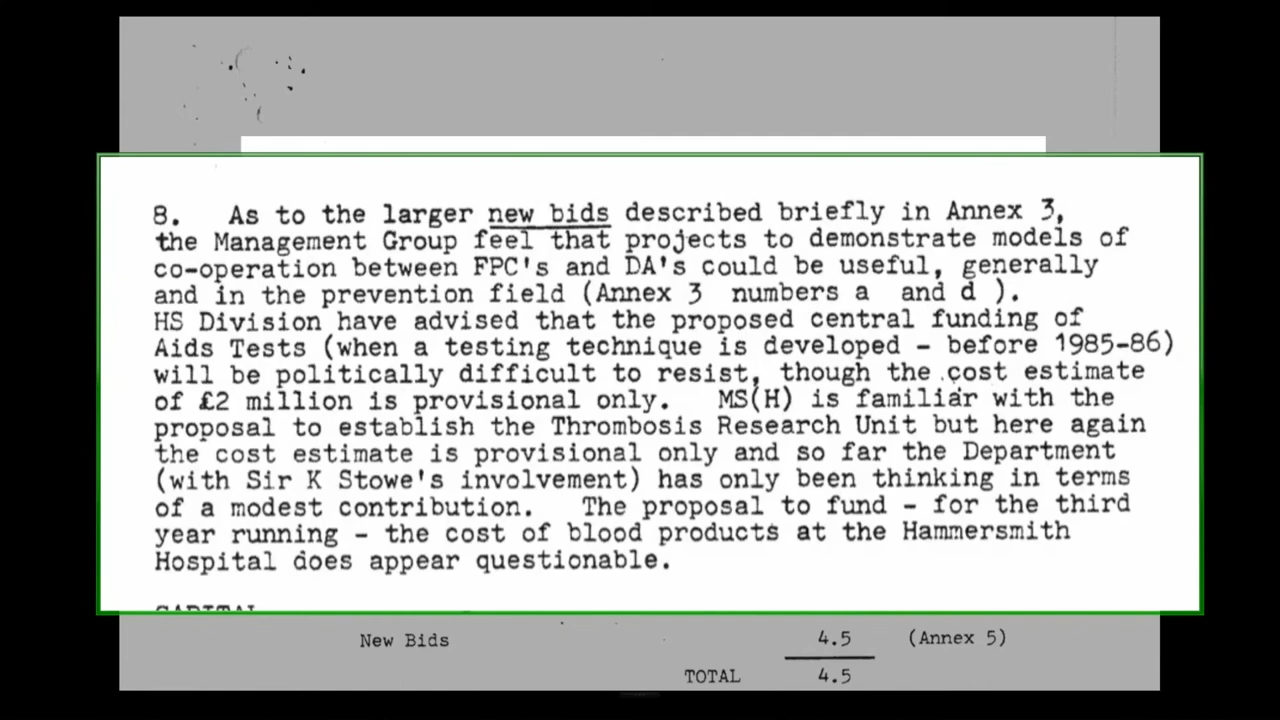 8. As to the larger new bids described briefly in Annex 3,
the Management Group feel that projects to demonstrate models of
co-operation between FPC's and DA's could be useful, generally
and in the prevention field (Annex 3 numbers a and d ).
HS Division have advised that the proposed central funding of
Aids Tests (when a testing technique is developed - before 1985-86)
will be politically difficult to resist, though the cost estimate
of £2 million is provisional only. MS(H) is familiar with the
proposal to establish the Thrombosis Research Unit but here again
the cost estimate is provisional only and so far the Department
(with Sir K Stowe's involvement) has only been thinking in terms
of a modest contribution. The proposal to fund - for the third
year running - the cost of blood products at the Hammersmith
Hospital does appear questionable.
CAPITAL
New Bids 4.5 (Annex 5)
TOTAL 4.5